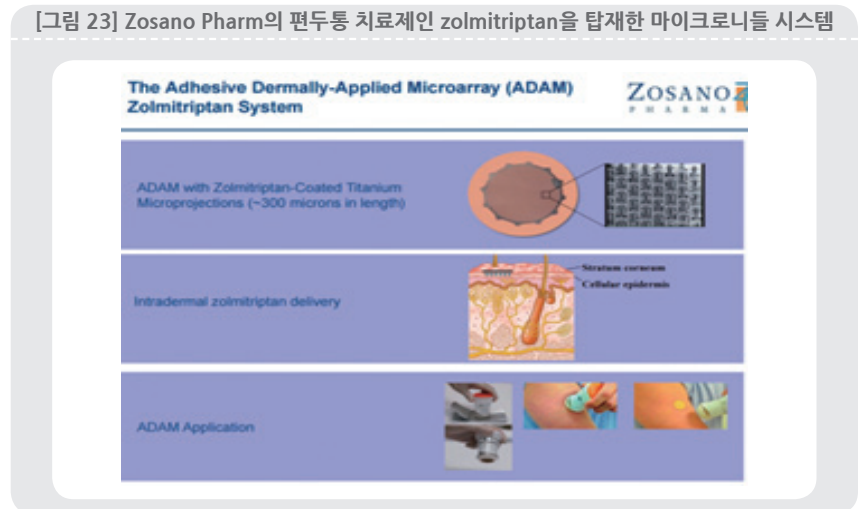 [그림 23] Zosano Pharm의 편두통 치료제인 zolmitriptan을 탑재한 마이크로니들 시스템
The Adhesive Dermally-Applied Microarray (ADAM)
Zolmitriptan System
ZOSANO
PHARMA
ADAM with Zolmitriptan-Coated Titanium
Microprojections (~300 microns in length)
Stratum corneum
Cellular epidermis
Intradermal zolmitriptan delivery
ADAM Application